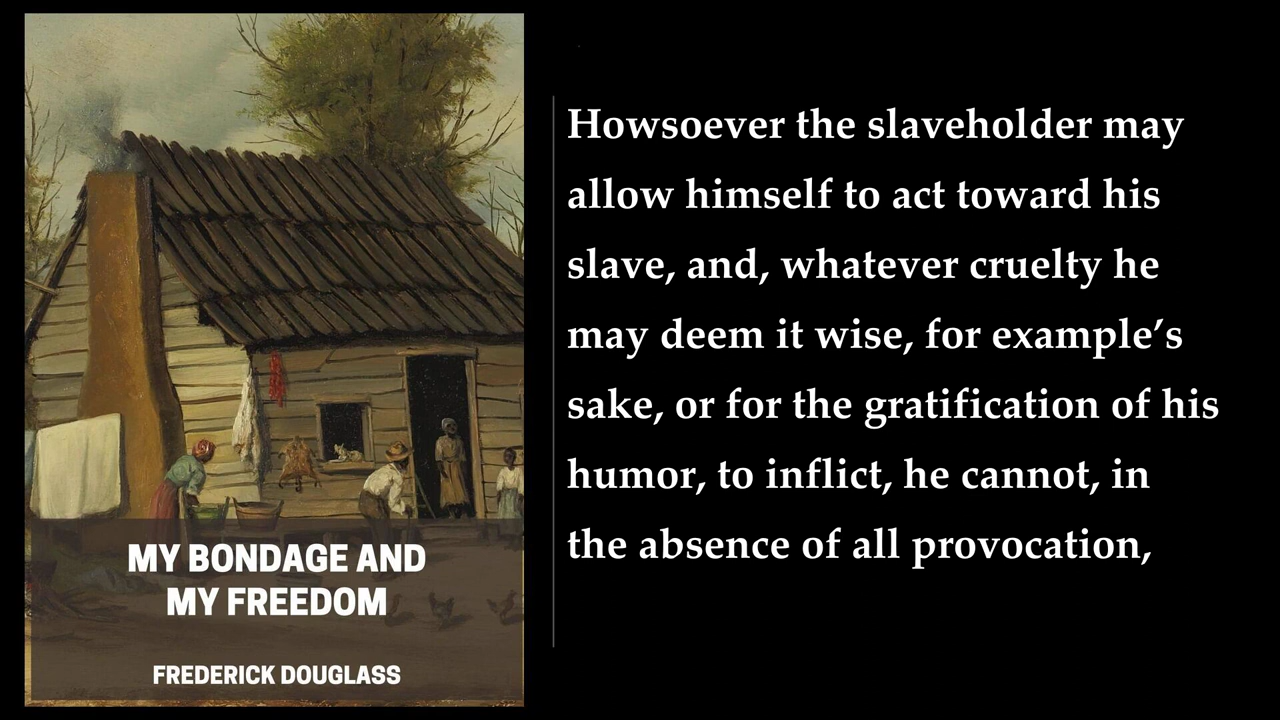 MY BONDAGE AND
MY FREEDOM
FREDERICK DOUGLASS
Howsoever the slaveholder may
allow himself to act toward his
slave, and, whatever cruelty he
may deem it wise, for example’s
sake, or for the gratification of his
humor, to inflict, he cannot, in
the absence of all provocation,